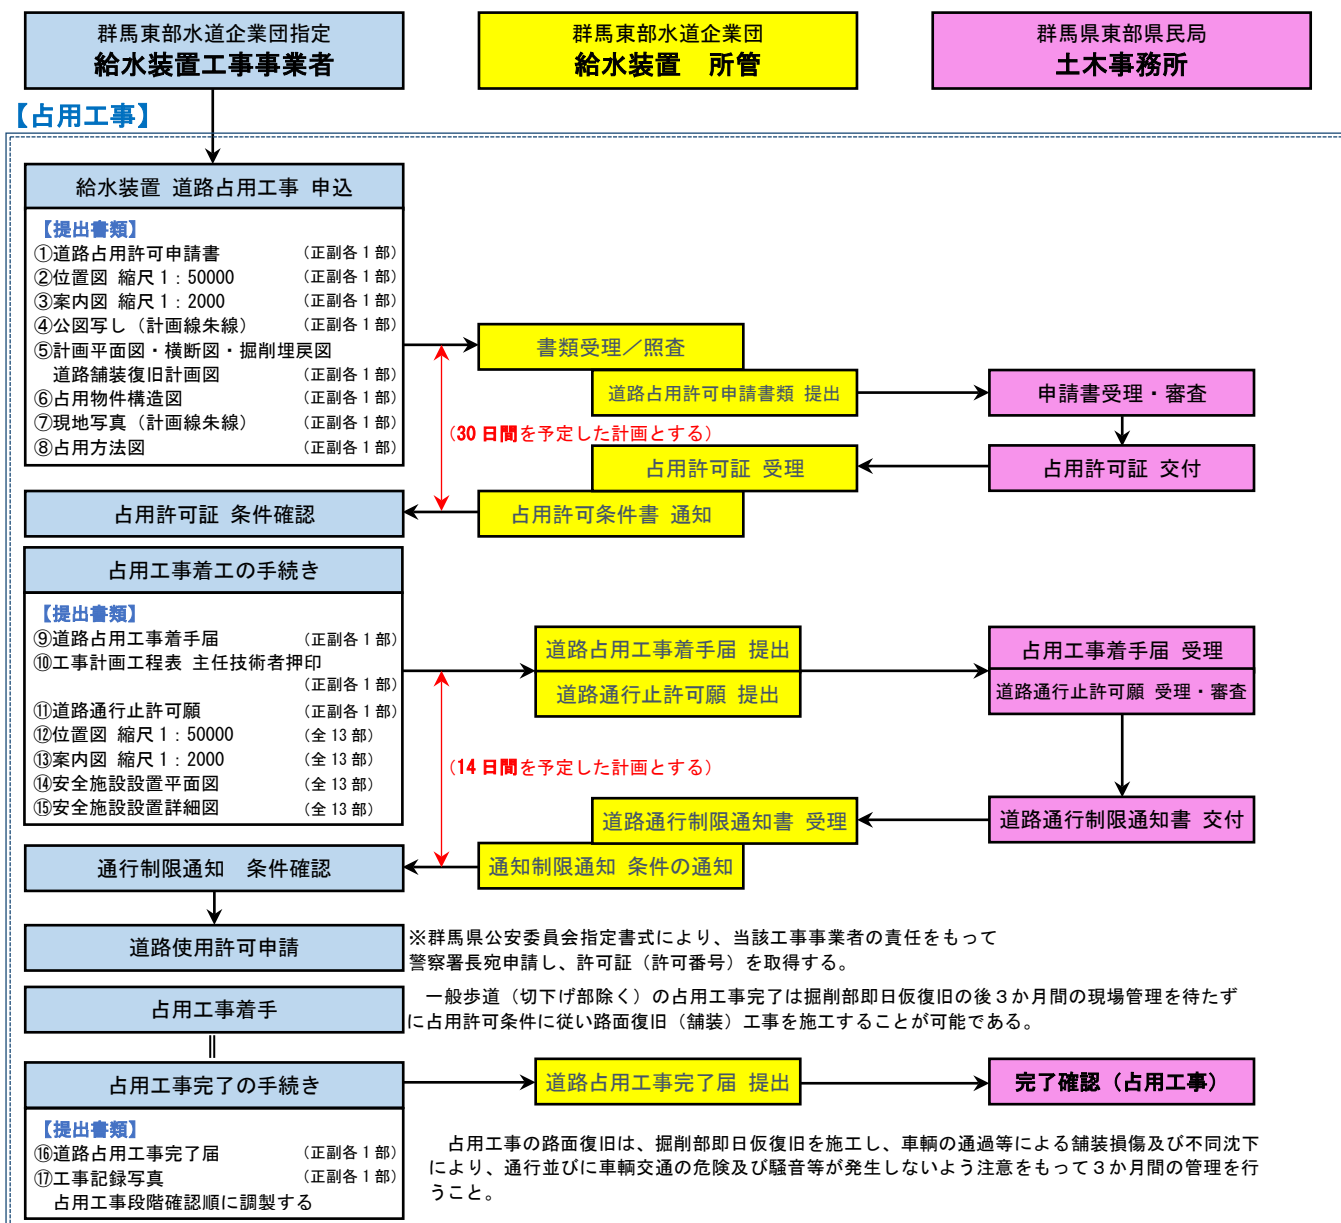 群馬東部水道企業団指定
給水装置工事事業者
群馬東部水道企業団
給水装置　所管
群馬県東部県民局
土木事務所
【占用工事】
給水装置 道路占用工事 申込
【提出書類】
①道路占用許可申請書 （正副各１部）
②位置図 縮尺１：50000 （正副各１部）
③案内図 縮尺１：2000 （正副各１部）
④公図写し（計画線朱線） （正副各１部）
⑤計画平面図・横断図・掘削埋戻図
道路舗装復旧計画図 （正副各１部）
⑥占用物件構造図 （正副各１部）
⑦現地写真（計画線朱線） （正副各１部）
⑧占用方法図 （正副各１部）
書類受理／照査
道路占用許可申請書類 提出
申請書受理・審査
（30 日間を予定した計画とする）
占用許可証 受理
占用許可証 交付
占用許可証 条件確認
占用許可条件書 通知
占用工事着工の手続き
【提出書類】
⑨道路占用工事着手届 （正副各１部）
⑩工事計画工程表 主任技術者押印
（正副各１部）
⑪道路通行止許可願 （正副各１部）
⑫位置図 縮尺１：50000 （全 13 部）
⑬案内図 縮尺１：2000 （全 13 部）
⑭安全施設設置平面図 （全 13 部）
⑮安全施設設置詳細図 （全 13 部）
道路占用工事着手届 提出
道路通行止許可願 提出
占用工事着手届 受理
道路通行止許可願 受理・審査
（14 日間を予定した計画とする）
道路通行制限通知書 受理
道路通行制限通知書 交付
通行制限通知　条件確認
通知制限通知 条件の通知
道路使用許可申請
※群馬県公安委員会指定書式により、当該工事事業者の責任をもって
警察署長宛申請し、許可証（許可番号）を取得する。
占用工事着手
一般歩道（切下げ部除く）の占用工事完了は掘削部即日仮復旧の後３か月間の現場管理を待たず
に占用許可条件に従い路面復旧（舗装）工事を施工することが可能である。
占用工事完了の手続き
道路占用工事完了届 提出
完了確認（占用工事）
【提出書類】
⑯道路占用工事完了届 （正副各１部）
⑰工事記録写真 （正副各１部）
占用工事段階確認順に調製する
占用工事の路面復旧は、掘削部即日仮復旧を施工し、車輌の通過等による舗装損傷及び不同沈下
により、通行並びに車輌交通の危険及び騒音等が発生しないよう注意をもって３か月間の管理を行
うこと。